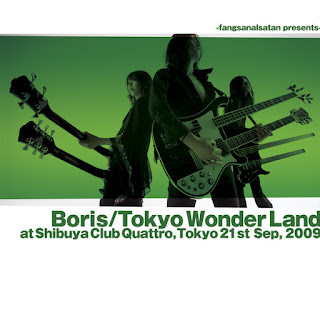 -fangsanalsatan presents-
Boris/Tokyo Wonder Land
at Shibuya Club Quattro, Tokyo 21st Sep, 2009